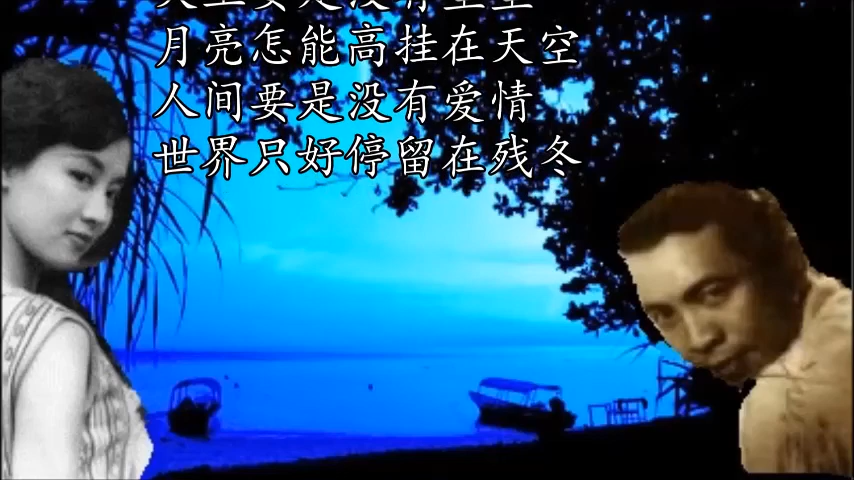 月亮怎能高挂在天空
人间要是没有爱情
世界只好停留在残冬